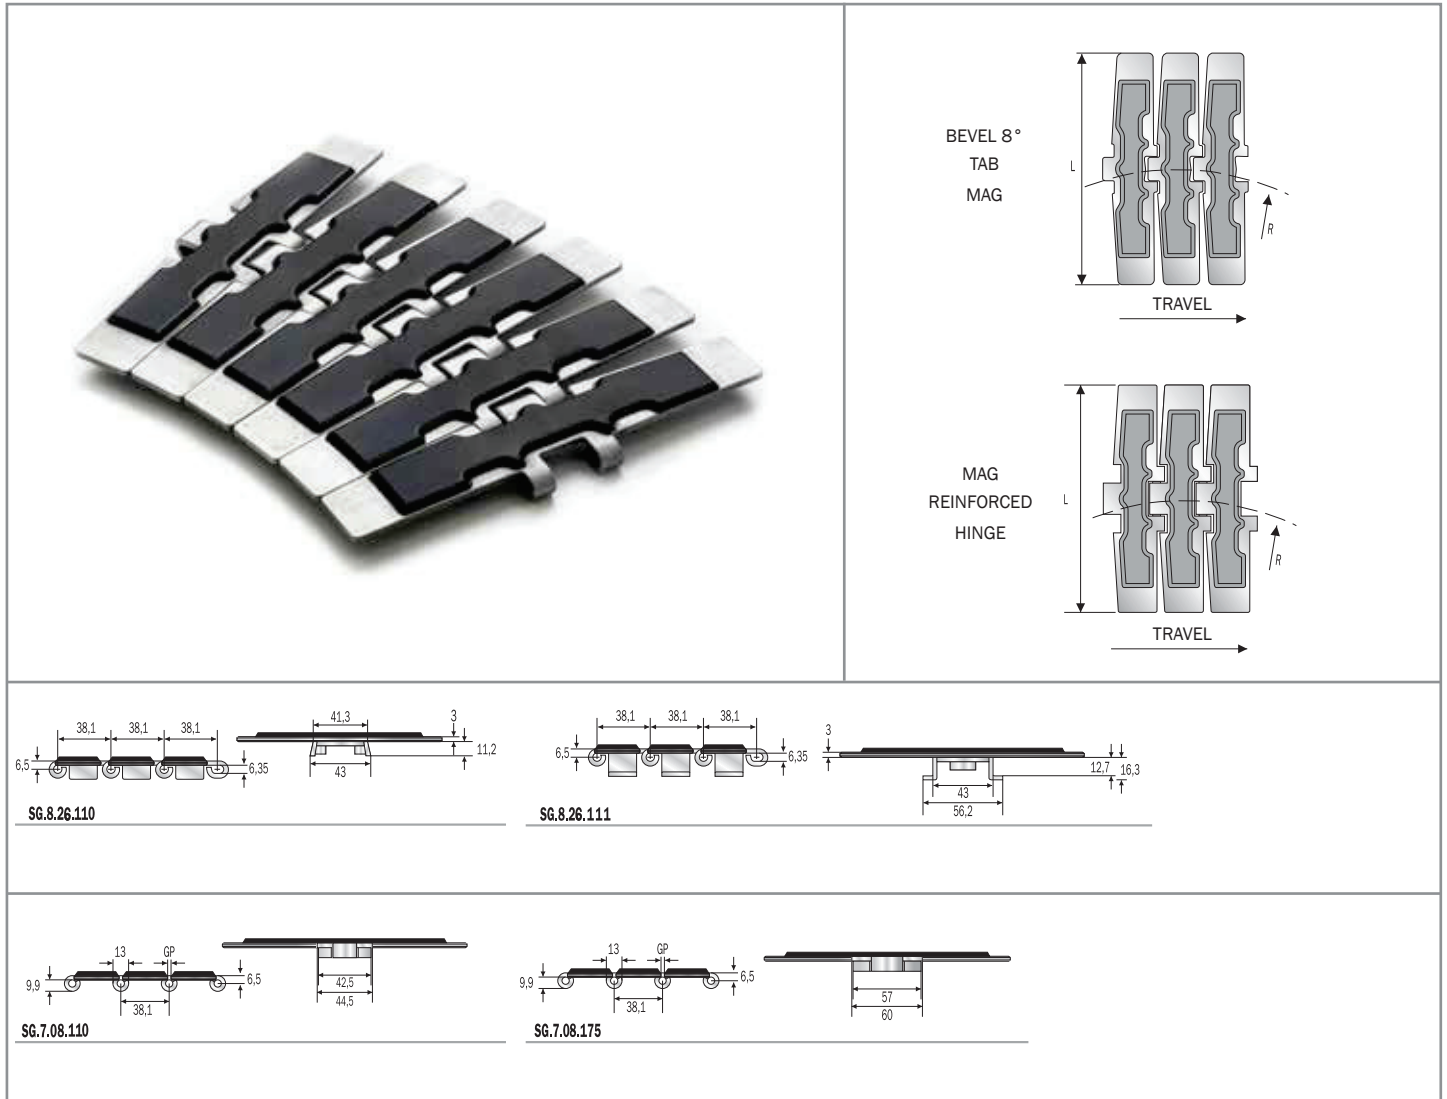 BEVEL 8°
TAB
MAG
L
R
TRAVEL
MAG
REINFORCED
HINGE
L
R
TRAVEL
38,1 38,1 38,1
6,5
6,35
41,3
3
11,2
43
SG.8.26.110
38,1 38,1 38,1
6,5
6,35
3
12,7
16,3
43
56,2
SG.8.26.111
13 GP
9,9
6,5
38,1
42,5
44,5
SG.7.08.110
13 GP
9,9
6,5
38,1
57
60
SG.7.08.175